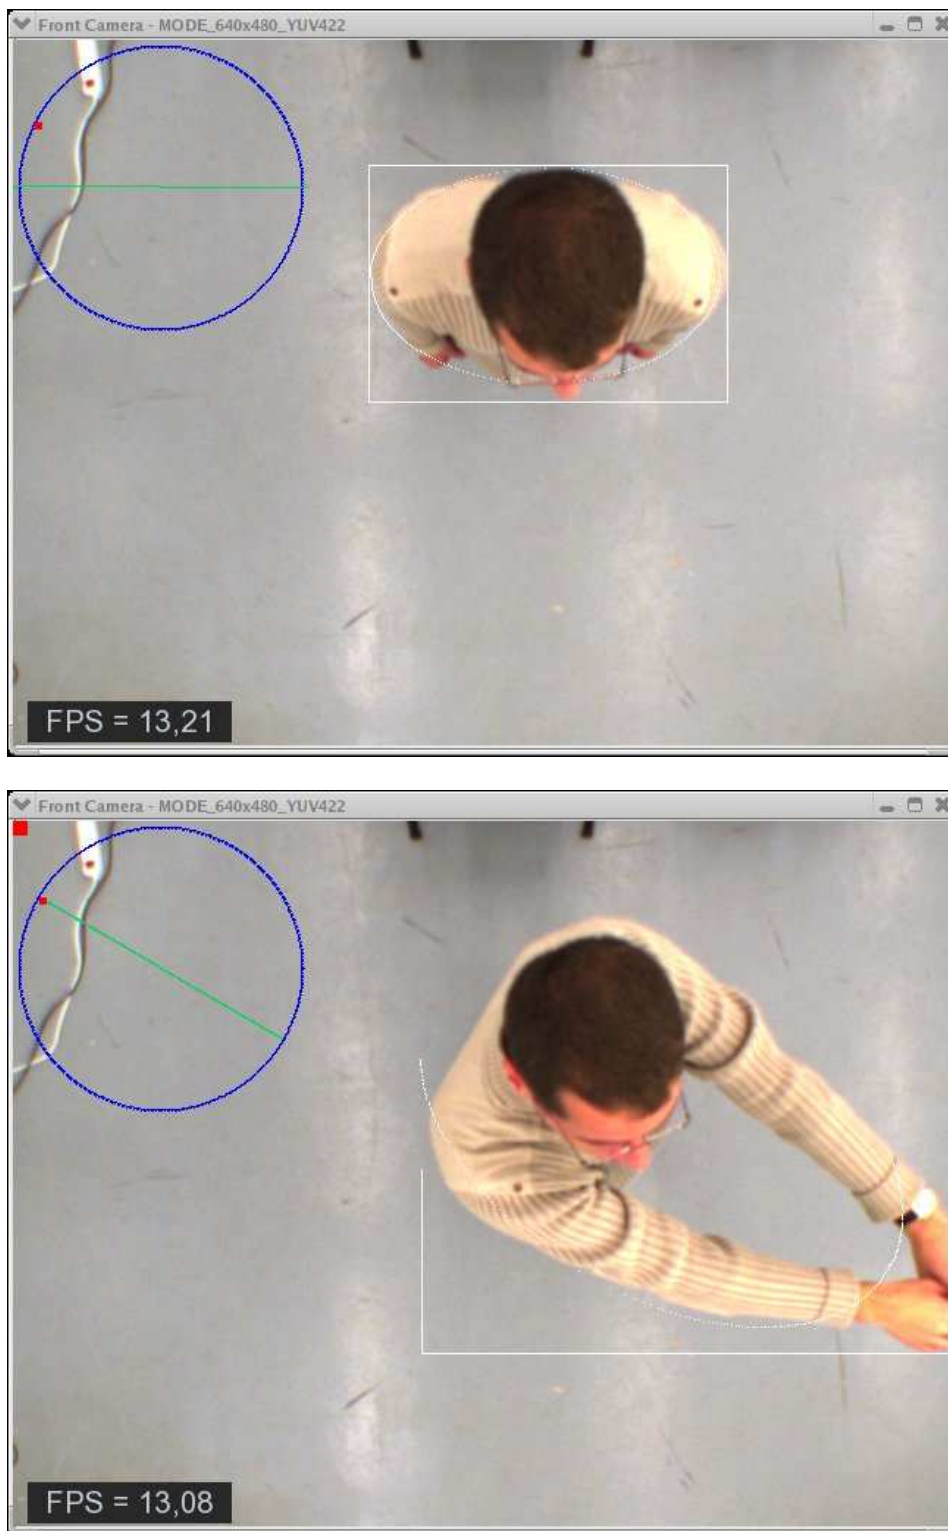 Front Camera - MODE_640x480_YUV422
FPS = 13,21
Front Camera - MODE_640x480_YUV422
FPS = 13,08